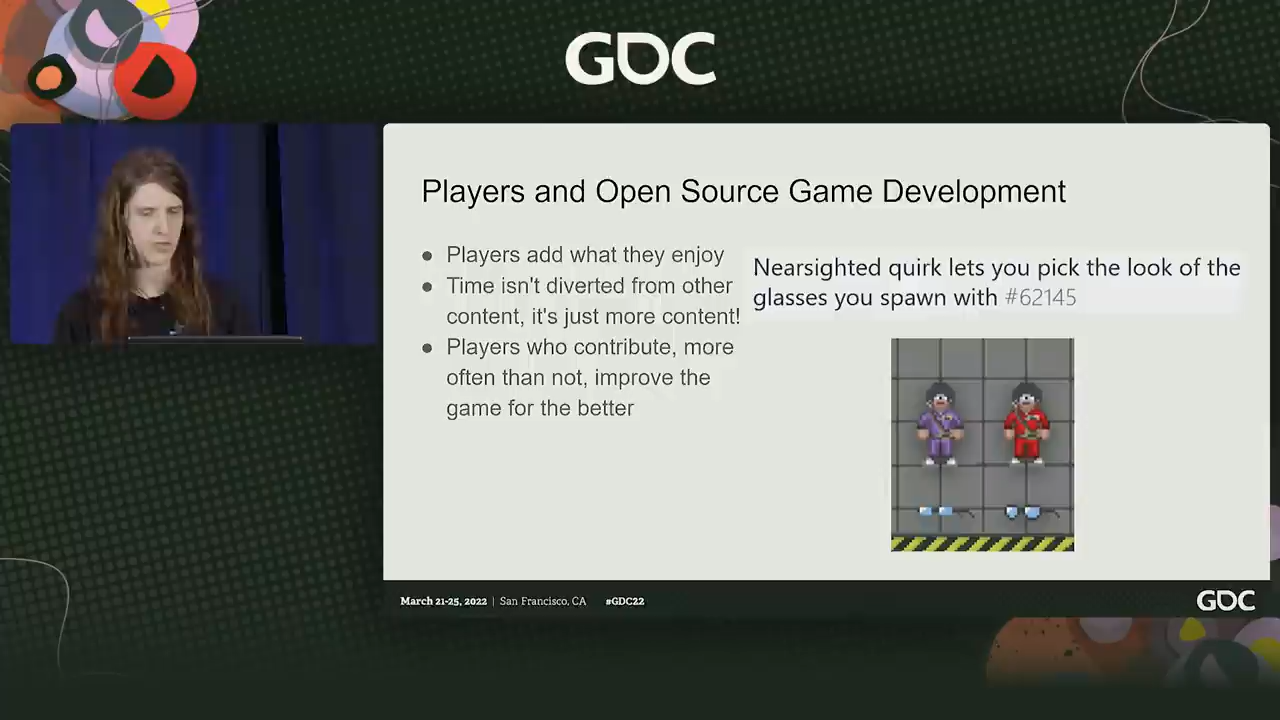 GDC
Players and Open Source Game Development
● Players add what they enjoy
● Time isn't diverted from other
content, it's just more content!
● Players who contribute, more
often than not, improve the
game for the better
Nearsighted quirk lets you pick the look of the
glasses you spawn with #62145
March 21-25, 2022 | San Francisco, CA #GDC22
GDC